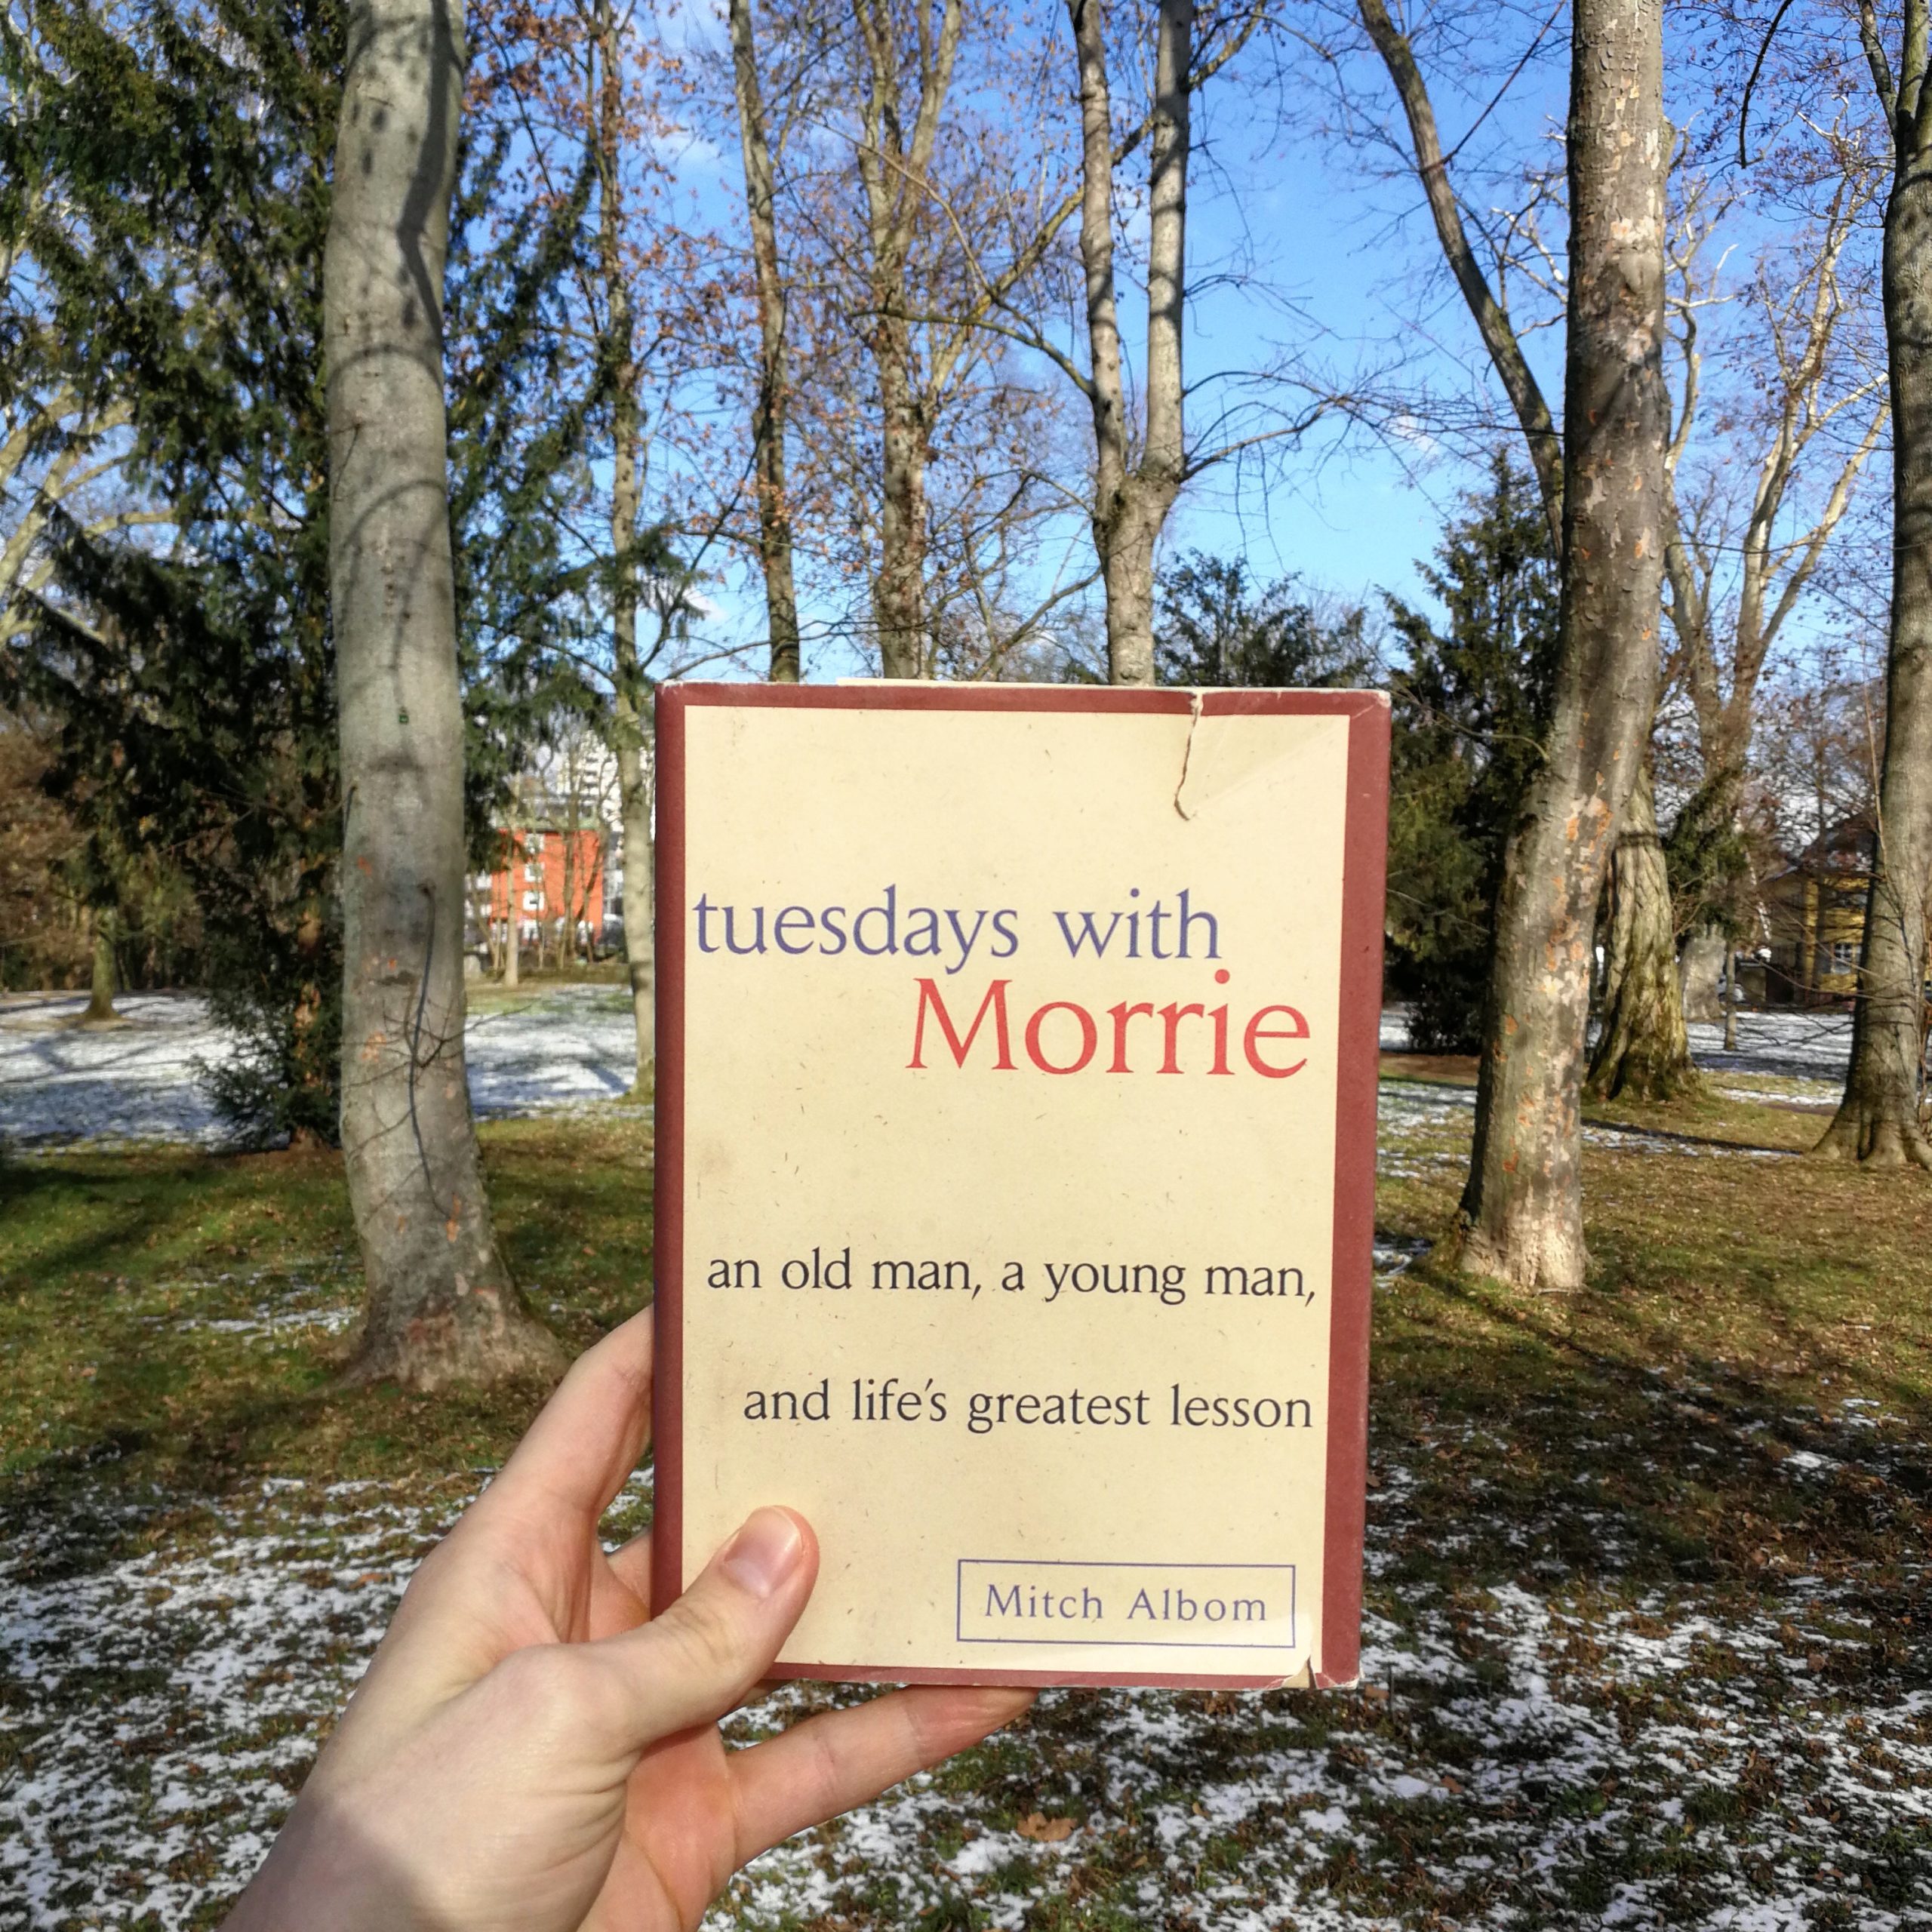 tuesdays with
Morrie
an old man, a young man,
and life's greatest lesson
Mitch Albom